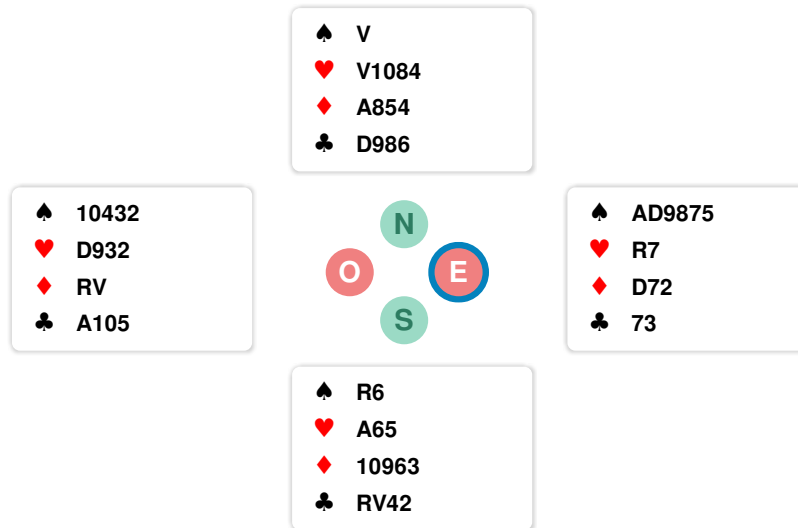 ♠ V
♥ V1084
♦ A854
♣ D986
♠ 10432
♥ D932
♦ RV
♣ A105
N
O
E
S
♠ AD9875
♥ R7
♦ D72
♣ 73
♠ R6
♥ A65
♦ 10963
♣ RV42